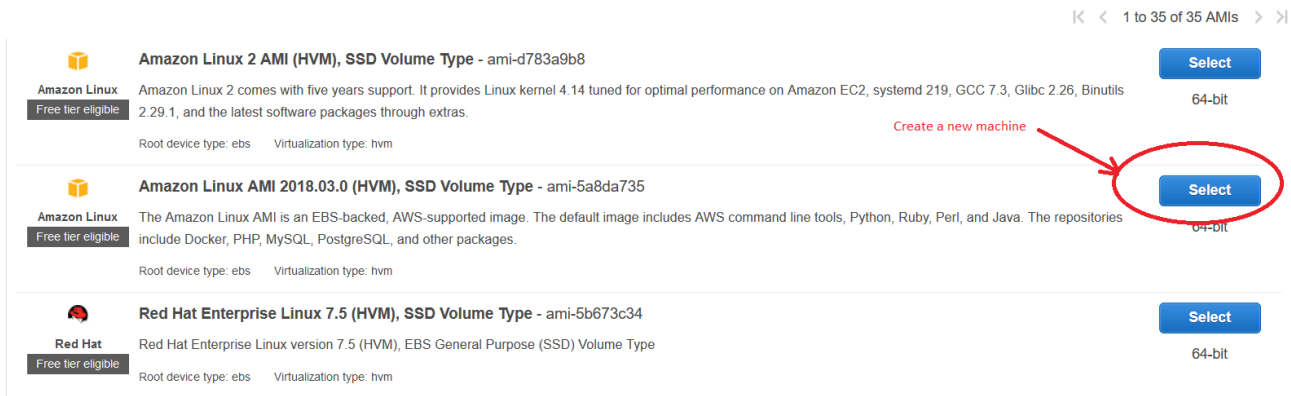 1 to 35 of 35 AMIs
Amazon Linux 2 AMI (HVM), SSD Volume Type - ami-d783a9b8
Select
Amazon Linux
Free tier eligible
Amazon Linux 2 comes with five years support. It provides Linux kernel 4.14 tuned for optimal performance on Amazon EC2, systemd 219, GCC 7.3, Glibc 2.26, Binutils
2.29.1, and the latest software packages through extras.
64-bit
Root device type: ebs Virtualization type: hvm
Create a new machine
Amazon Linux AMI 2018.03.0 (HVM), SSD Volume Type - ami-5a8da735
Select
Amazon Linux
Free tier eligible
The Amazon Linux AMI is an EBS-backed, AWS-supported image. The default image includes AWS command line tools, Python, Ruby, Perl, and Java. The repositories
include Docker, PHP, MySQL, PostgreSQL, and other packages.
64-bit
Root device type: ebs Virtualization type: hvm
Red Hat Enterprise Linux 7.5 (HVM), SSD Volume Type - ami-5b673c34
Select
Red Hat
Free tier eligible
Red Hat Enterprise Linux version 7.5 (HVM), EBS General Purpose (SSD) Volume Type
64-bit
Root device type: ebs Virtualization type: hvm